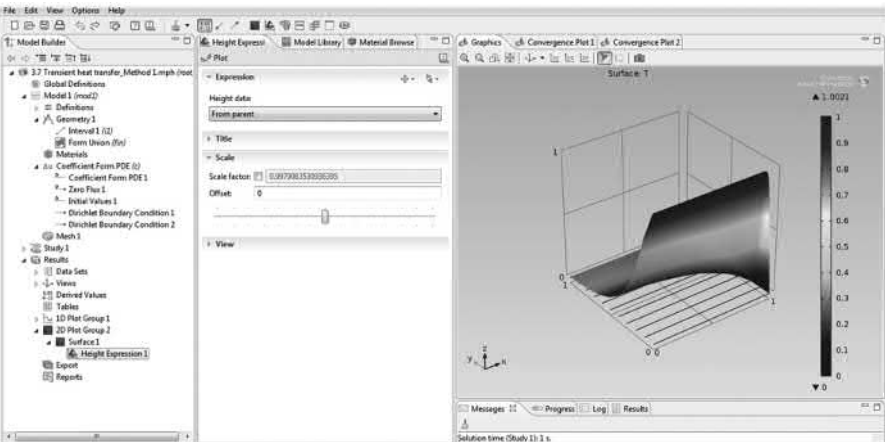 File Edit View Options Help
Model Builder
3.7 Transient heat transfer_Method 1.mph (root)
Global Definitions
Model 1 (mod1)
Definitions
Geometry 1
Interval 1 (i1)
Form Union (fin)
Materials
Coefficient Form PDE (c)
Coefficient Form PDE 1
Zero Flux 1
Initial Values 1
Dirichlet Boundary Condition 1
Dirichlet Boundary Condition 2
Mesh 1
Study 1
Results
Data Sets
Views
Derived Values
Tables
1D Plot Group 1
2D Plot Group 2
Surface 1
Height Expression 1
Export
Reports
Height Expressi
Model Library
Material Browse
Plot
Expression
Height data:
From parent
Title
Scale
Scale factor:
Offset: 0
View
Graphics
Convergence Plot 1
Convergence Plot 2
Surface: T
▲ 1.0021
1
0.9
0.8
0.7
0.6
0.5
0.4
0.3
0.2
0.1
0
▼ 0
1
0
1
1
0 0
z
y
x
Messages
Progress
Log
Results
Solution time (Study 1): 1 s.